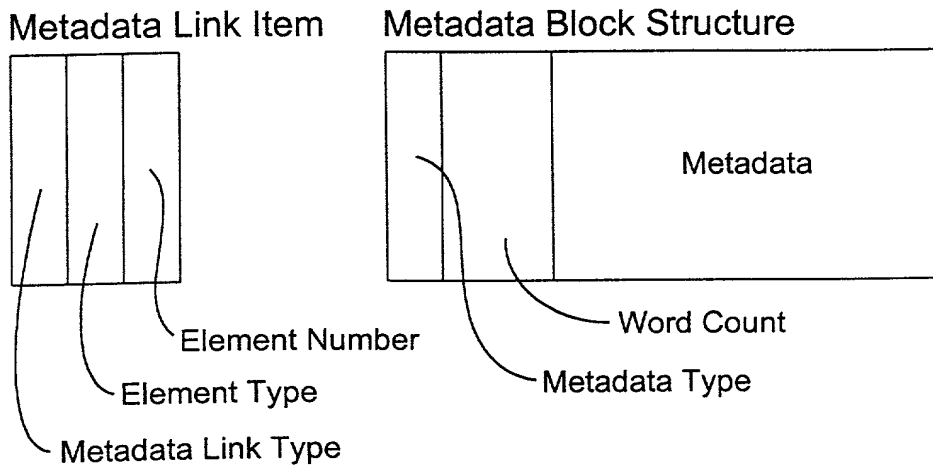 Metadata Link Item
Metadata Block Structure
Metadata
Word Count
Element Number
Metadata Type
Element Type
Metadata Link Type